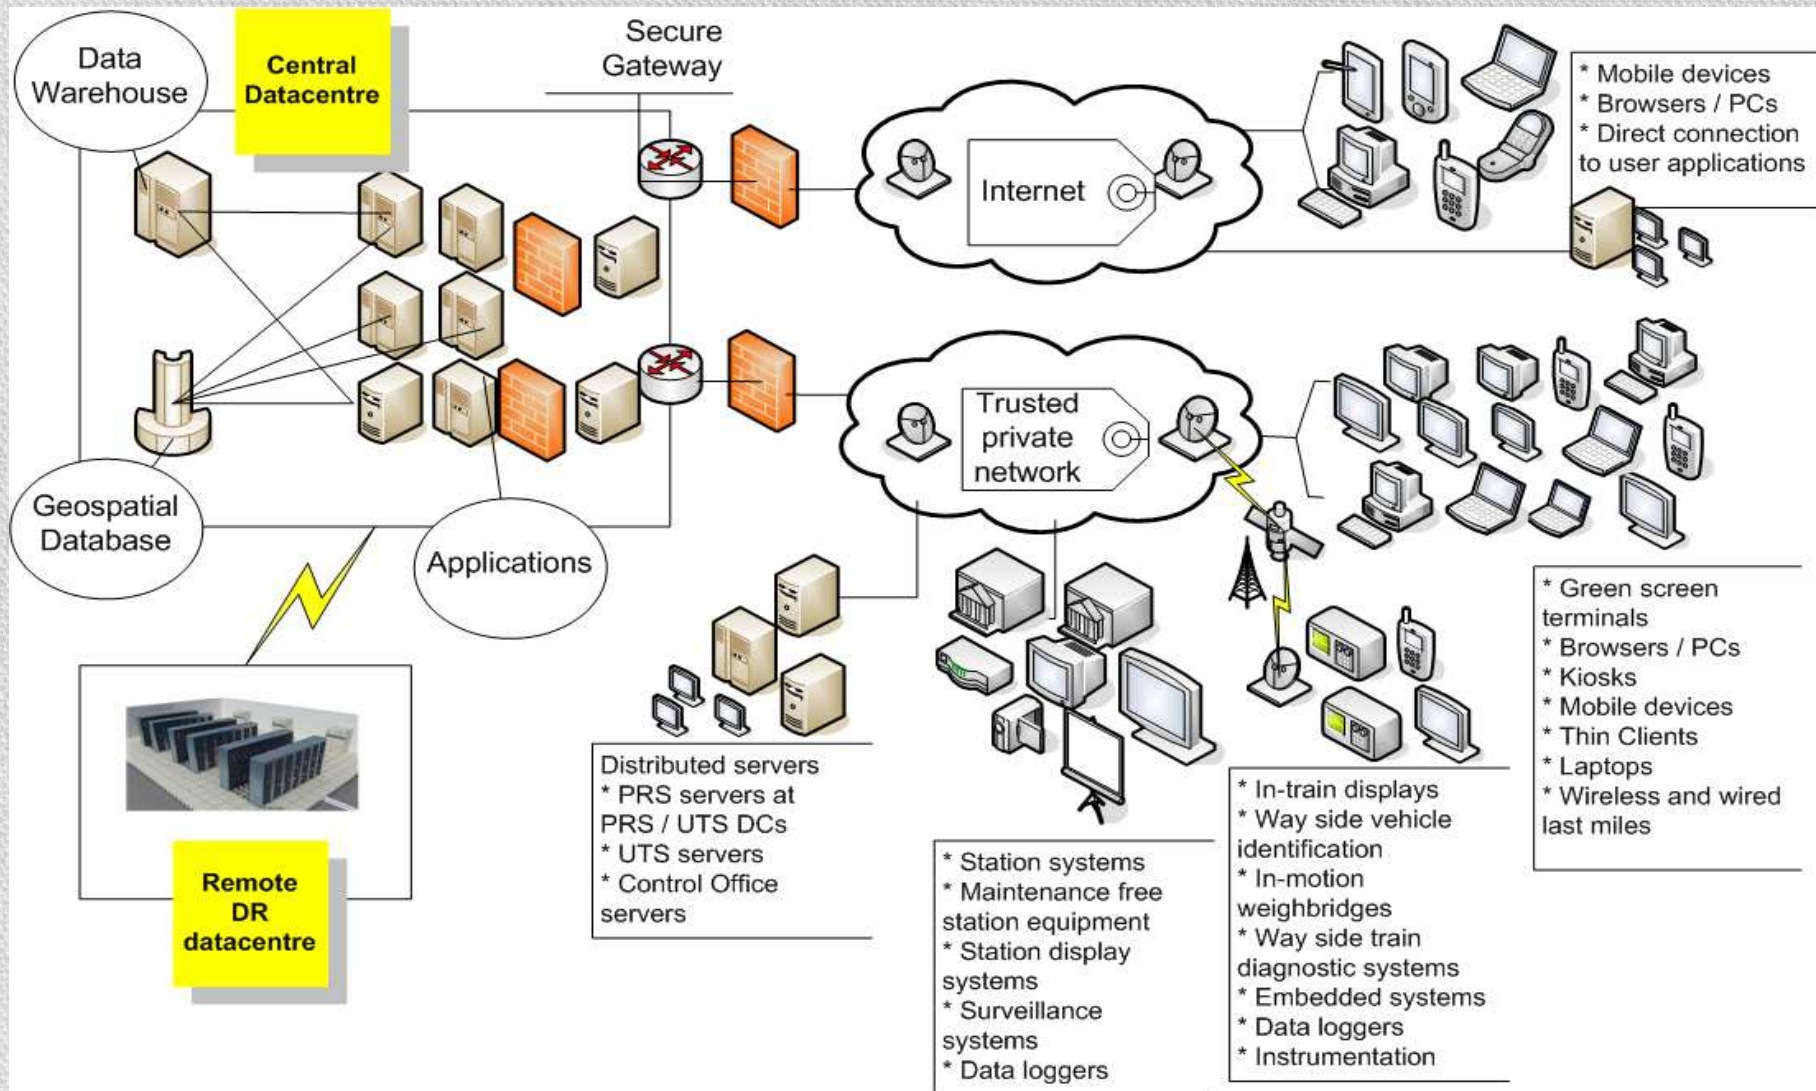 Data
Warehouse
Central
Datacentre
Secure
Gateway
Internet
* Mobile devices
* Browsers / PCs
* Direct connection
to user applications
Trusted
private
network
Geospatial
Database
Applications
Remote
DR
datacentre
Distributed servers
* PRS servers at
PRS / UTS DCs
* UTS servers
* Control Office
servers
* Station systems
* Maintenance free
station equipment
* Station display
systems
* Surveillance
systems
* Data loggers
* In-train displays
* Way side vehicle
identification
* In-motion
weighbridges
* Way side train
diagnostic systems
* Embedded systems
* Data loggers
* Instrumentation
* Green screen
terminals
* Browsers / PCs
* Kiosks
* Mobile devices
* Thin Clients
* Laptops
* Wireless and wired
last miles